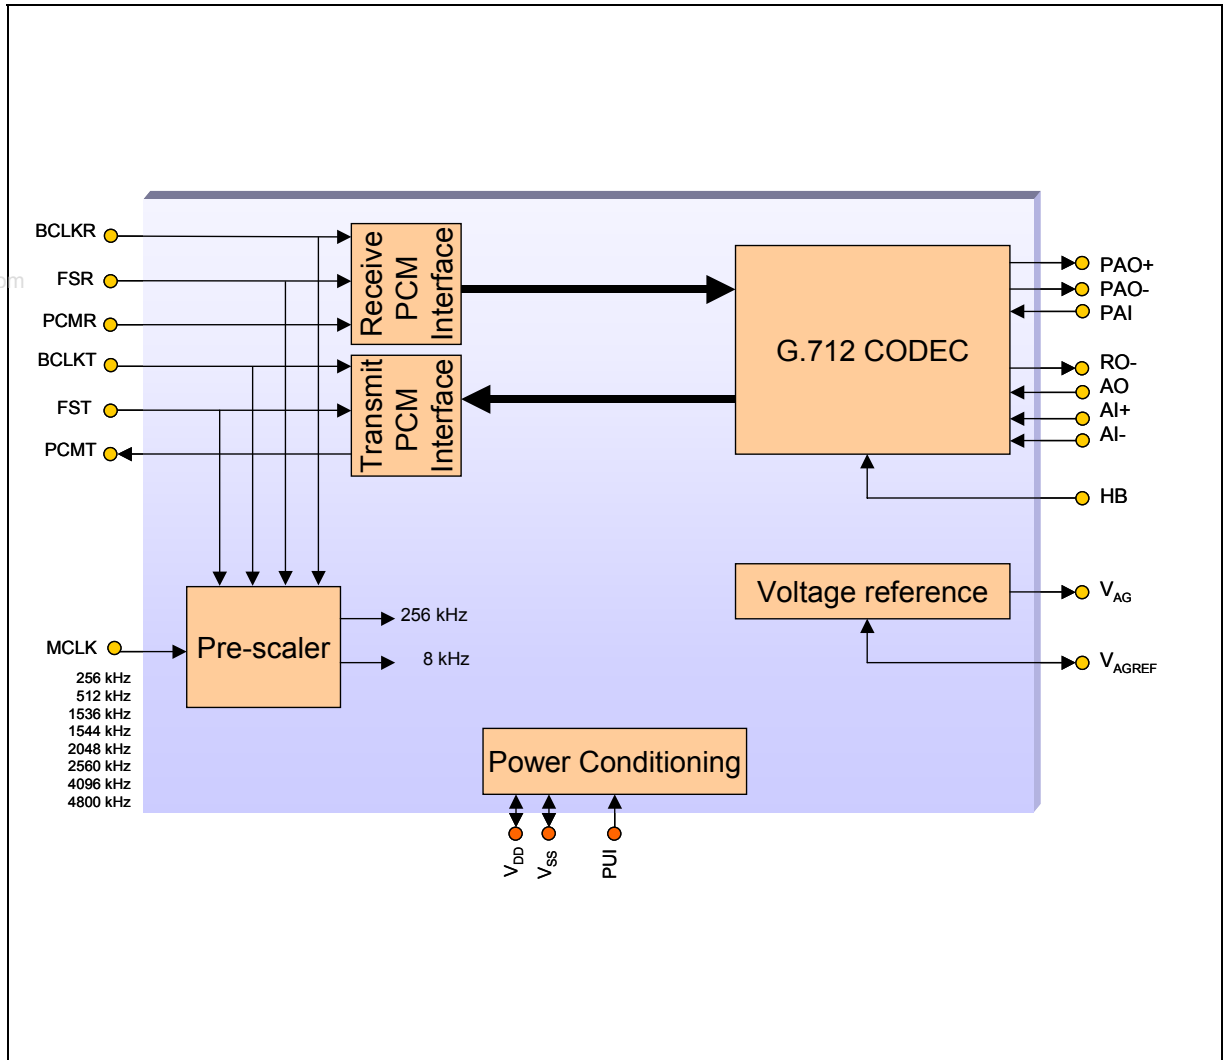 BCLKR
FSR
PCMR
BCLKT
FST
PCMT
om
Receive
PCM
Interface
Transmit
PCM
Interface
G.712 CODEC
PAO+
PAO-
PAI
RO-
AO
AI+
AI-
HB
Voltage reference
VAG
VAGREF
MCLK
256 kHz
512 kHz
1536 kHz
1544 kHz
2048 kHz
2560 kHz
4096 kHz
4800 kHz
Pre-scaler
256 kHz
8 kHz
Power Conditioning
VDD
VSS
PUI